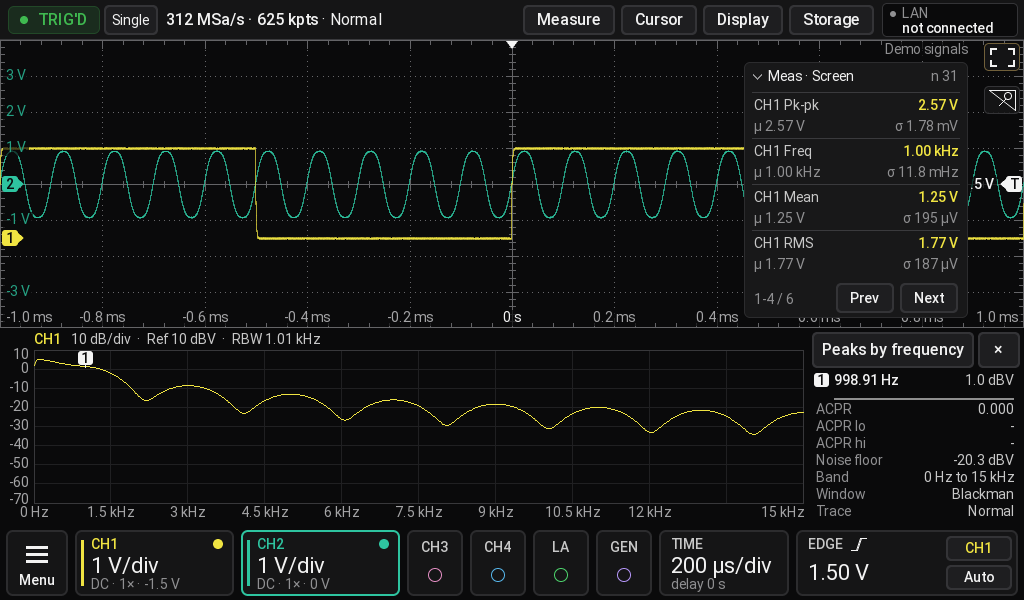 TRIG'D
Single
312 MSa/s · 625 kpts · Normal
Measure
Cursor
Display
Storage
LAN
not connected
Demo signals
3 V
2 V
1 V
2
-1 V
1
-3 V
.5 V
T
Meas · Screen n 31
CH1 Pk-pk 2.57 V
μ 2.57 V σ 1.78 mV
CH1 Freq 1.00 kHz
μ 1.00 kHz σ 11.8 mHz
CH1 Mean 1.25 V
μ 1.25 V σ 195 μV
CH1 RMS 1.77 V
μ 1.77 V σ 187 μV
1-4 / 6 Prev Next
-1.0 ms -0.8 ms -0.6 ms -0.4 ms -0.2 ms 0 s 0.2 ms 0.4 ms 1.0 ms
CH1 10 dB/div · Ref 10 dBV · RBW 1.01 kHz
1
10
0
-10
-20
-30
-40
-50
-60
-70
0 Hz 1.5 kHz 3 kHz 4.5 kHz 6 kHz 7.5 kHz 9 kHz 10.5 kHz 12 kHz 15 kHz
Peaks by frequency ×
1 998.91 Hz 1.0 dBV
ACPR 0.000
ACPR lo -
ACPR hi -
Noise floor -20.3 dBV
Band 0 Hz to 15 kHz
Window Blackman
Trace Normal
Menu
CH1
1 V/div
DC · 1× · -1.5 V
CH2
1 V/div
DC · 1× · 0 V
CH3
CH4
LA
GEN
TIME
200 μs/div
delay 0 s
EDGE
1.50 V
CH1
Auto